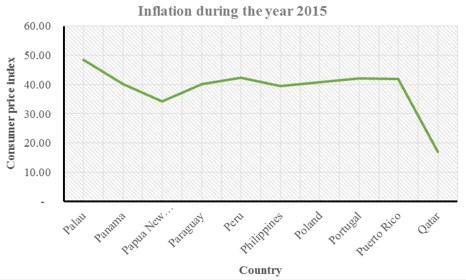 Inflation during the year 2015
Consumer price index
60.00
50.00
40.00
30.00
20.00
10.00
-
Palau
Panama
Papua New...
Paraguay
Peru
Philippines
Poland
Portugal
Puerto Rico
Qatar
Country